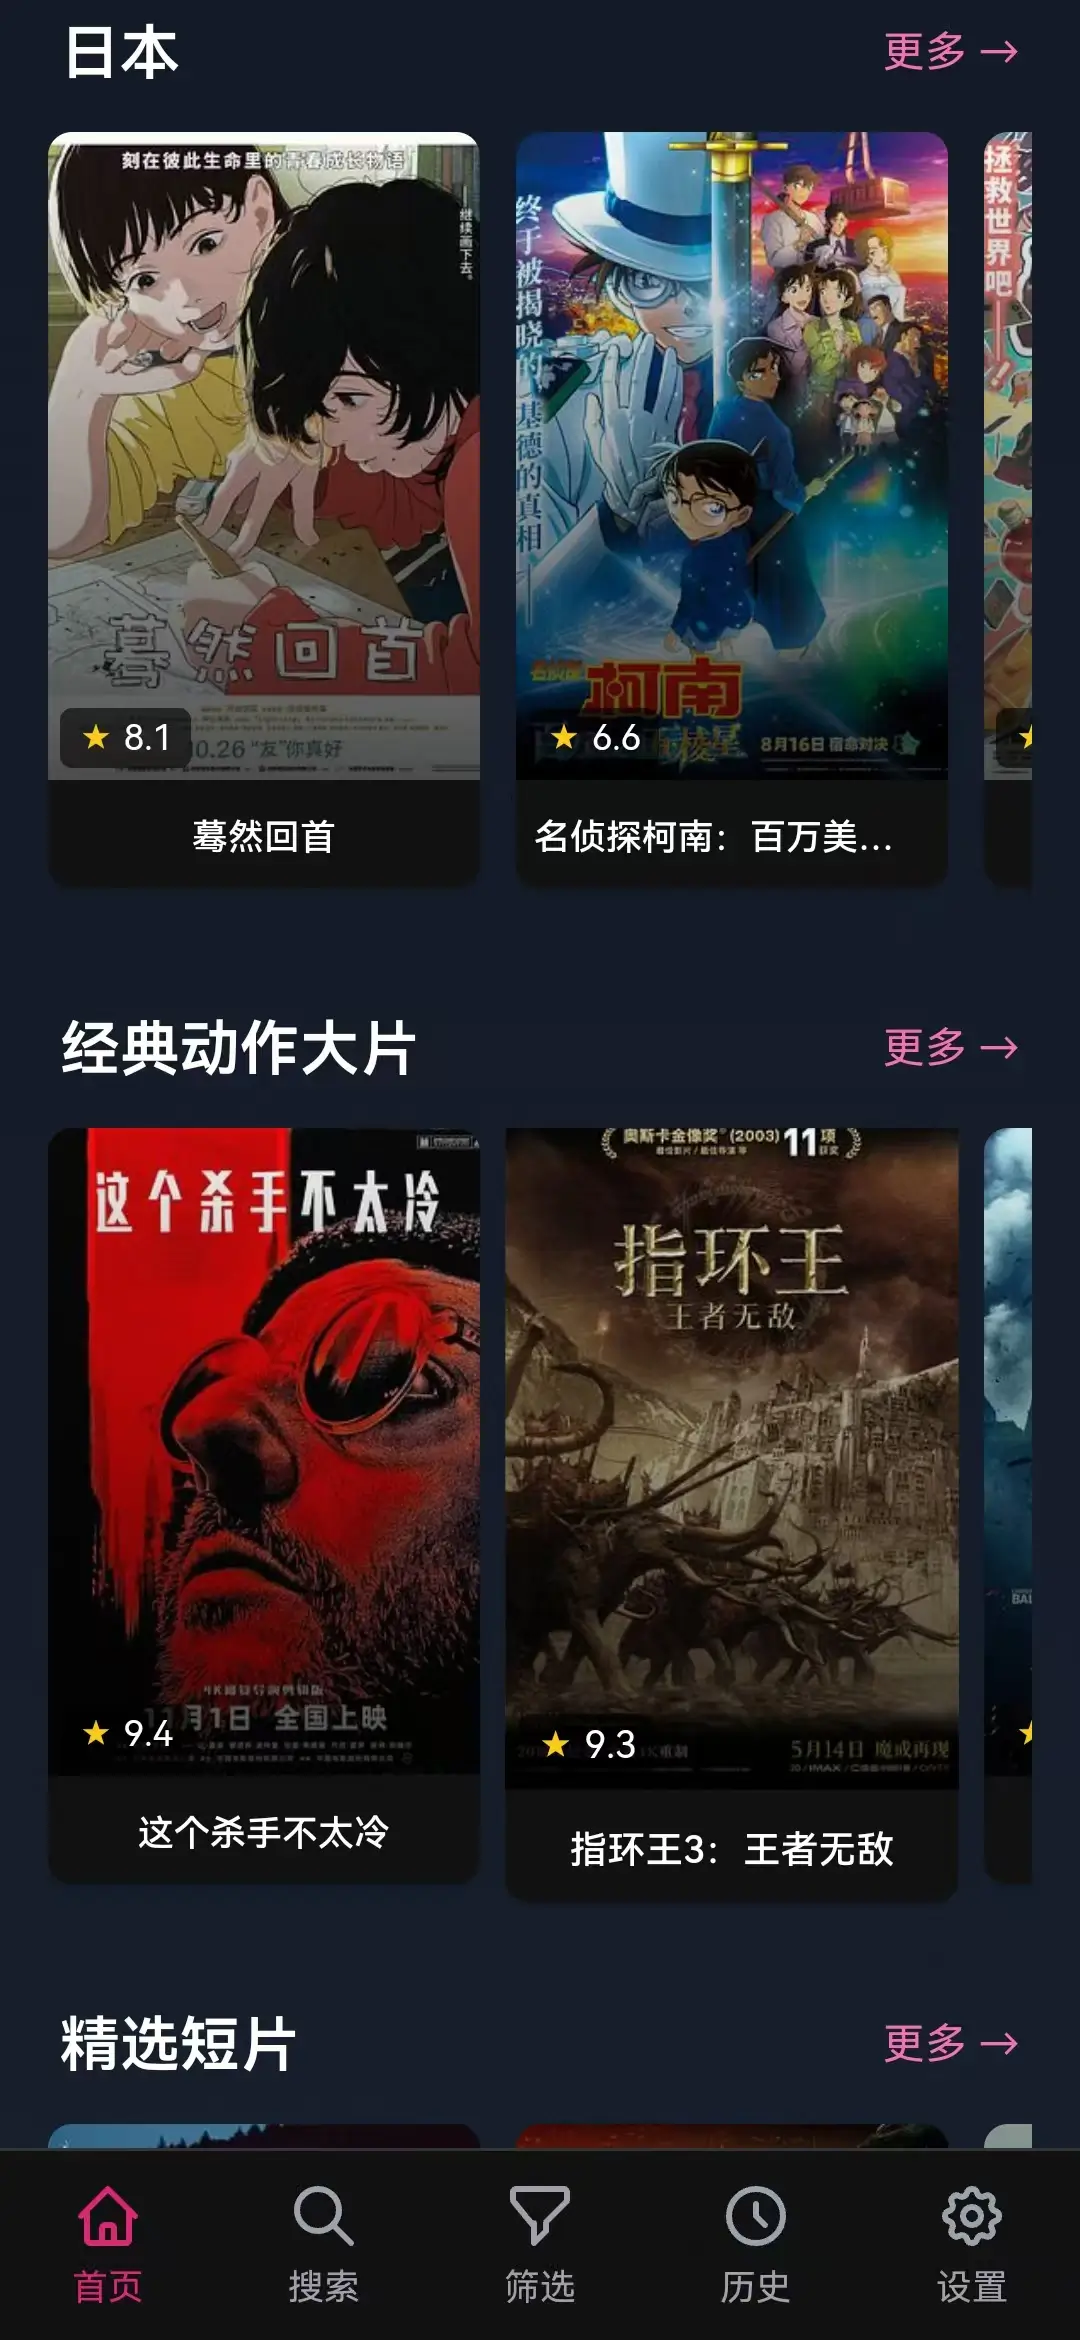 日本
更多 →
刻在彼此生命里的青春成长物语
继续画下去。
蓦然回首
★ 8.1
10.26 "友"你真好
蓦然回首
终于被揭晓的、基德的真相——
名侦探
柯南
8月16日 宿命对决
★ 6.6
名侦探柯南：百万美...
拯救世界吧——!!
经典动作大片
更多 →
这个杀手不太冷
11月1日 全国上映
★ 9.4
这个杀手不太冷
奥斯卡金像奖®(2003) 11项
获奖
指环王
王者无敌
★ 9.3
5月14日 魔戒再现
指环王3：王者无敌
精选短片
更多 →
首页
搜索
筛选
历史
设置